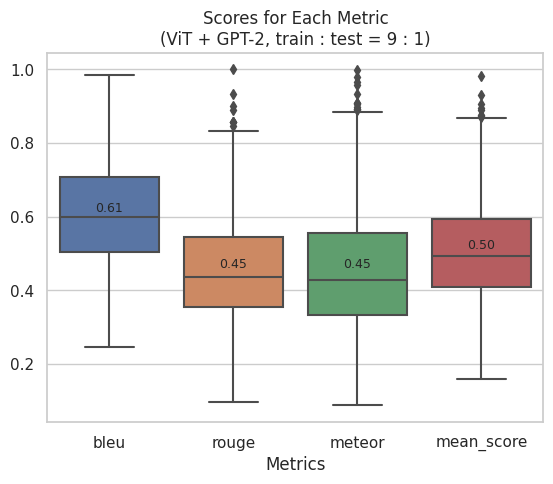 Scores for Each Metric
(ViT + GPT-2, train : test = 9 : 1)
1.0
0.8
0.6
0.4
0.2
0.61
0.45
0.45
0.50
bleu
rouge
meteor
mean_score
Metrics